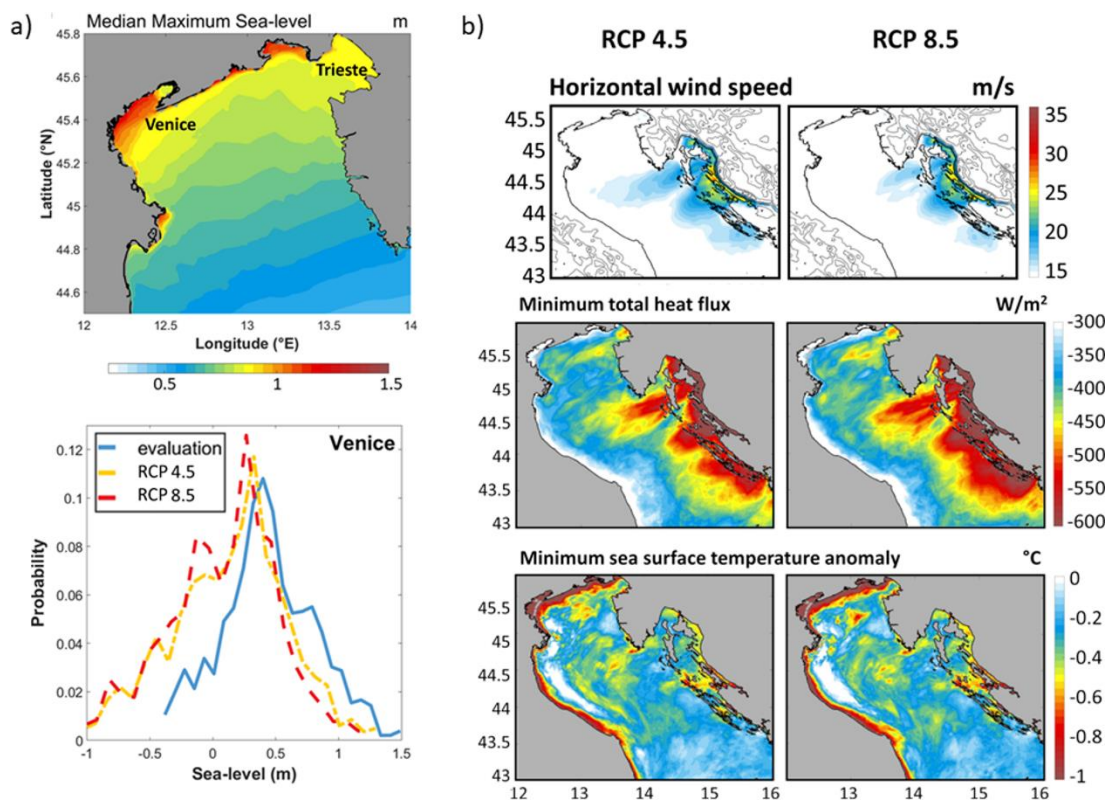 a)
Median Maximum Sea-level m
45.8
45.6
45.4
45.2
45
44.8
44.6
Latitude (°N)
Trieste
Venice
12 12.5 13 13.5 14
Longitude (°E)
0.5 1 1.5
evaluation
RCP 4.5
RCP 8.5
Venice
0.12
0.1
0.08
0.06
0.04
0.02
0
Probability
-1 -0.5 0 0.5 1 1.5
Sea-level (m)
b)
RCP 4.5 RCP 8.5
Horizontal wind speed m/s
45.5
45
44.5
44
43.5
43
35
30
25
20
15
Minimum total heat flux W/m²
45.5
45
44.5
44
43.5
43
-300
-350
-400
-450
-500
-550
-600
Minimum sea surface temperature anomaly °C
45.5
45
44.5
44
43.5
43
0
-0.2
-0.4
-0.6
-0.8
-1
12 13 14 15 16 13 14 15 16